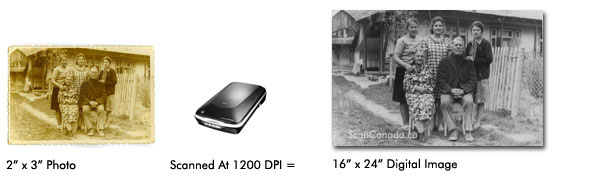 ScanCanada.ca
2” x 3” Photo
Scanned At 1200 DPI =
16” x 24” Digital Image